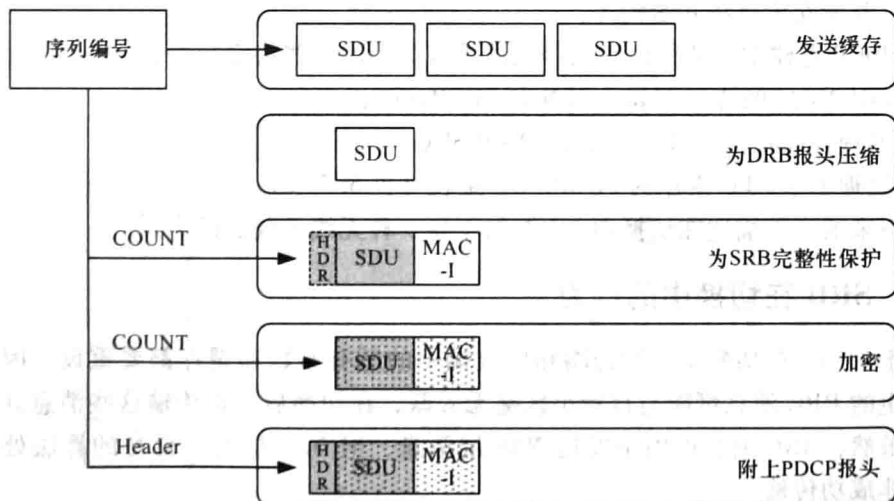 序列编号
SDU SDU SDU 发送缓存
SDU 为DRB报头压缩
COUNT
HDR SDU MAC-I 为SRB完整性保护
COUNT
SDU MAC-I 加密
Header
HDR SDU MAC-I 附上PDCP报头